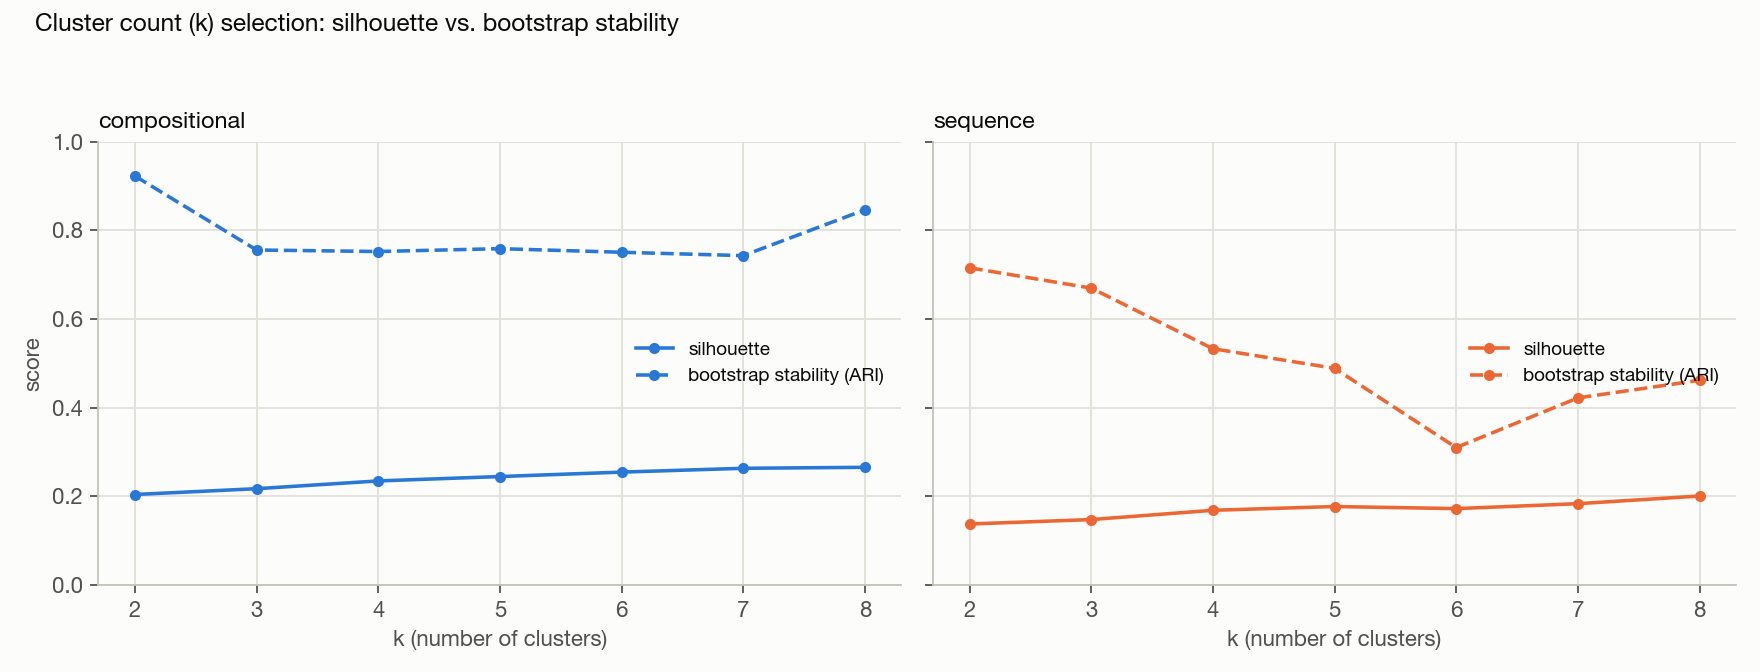 Cluster count (k) selection: silhouette vs. bootstrap stability
compositional
1.0
0.8
0.6
0.4
0.2
0.0
score
silhouette
bootstrap stability (ARI)
2 3 4 5 6 7 8
k (number of clusters)
sequence
silhouette
bootstrap stability (ARI)
2 3 4 5 6 7 8
k (number of clusters)